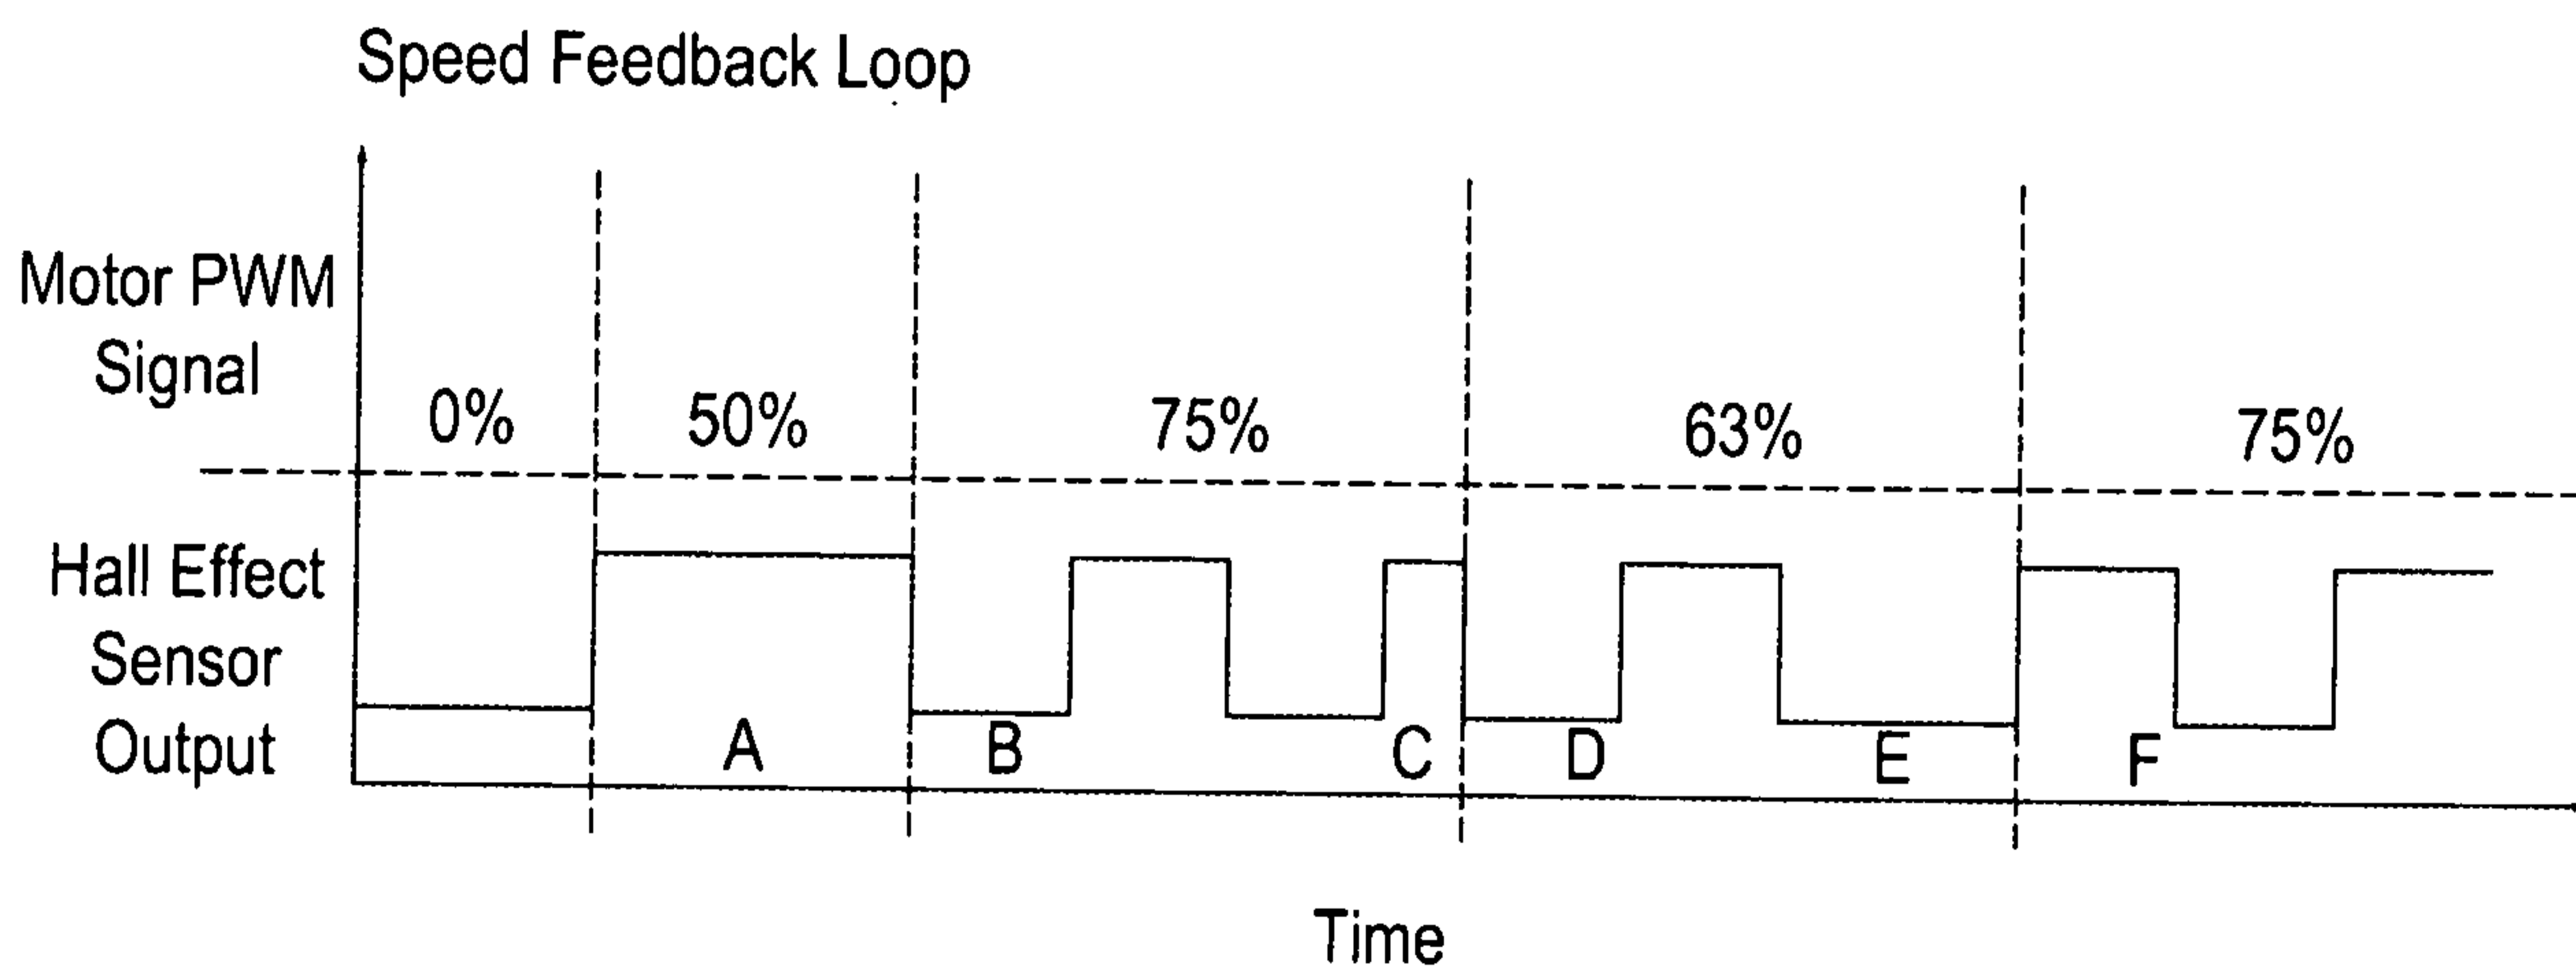 Speed Feedback Loop
Motor PWM
Signal
0%
50%
75%
63%
75%
Hall Effect
Sensor
Output
A
B
C
D
E
F
Time